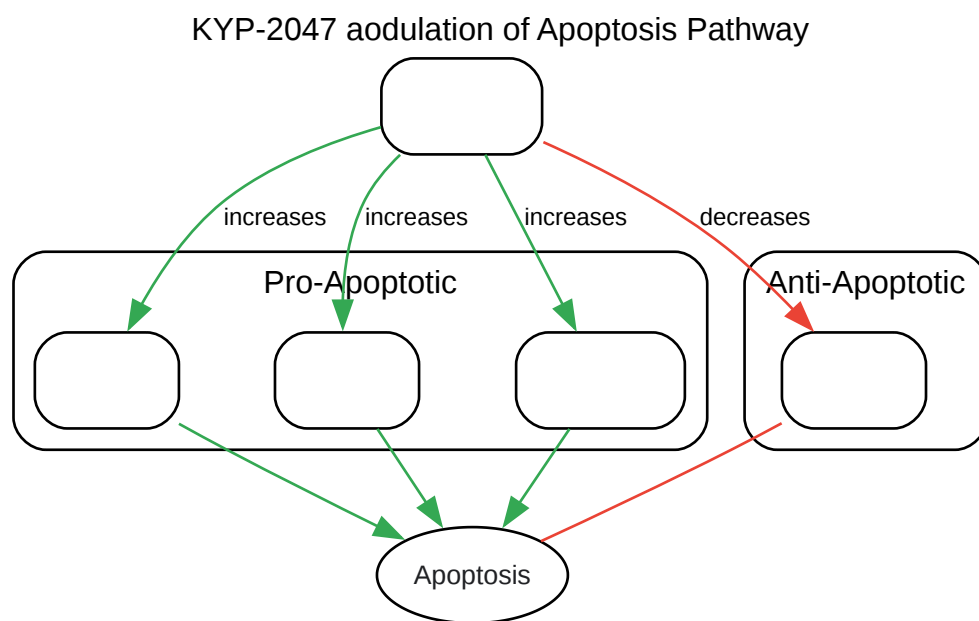 KYP-2047 aodulation of Apoptosis Pathway
increases
increases
increases
decreases
Pro-Apoptotic
Anti-Apoptotic
Apoptosis